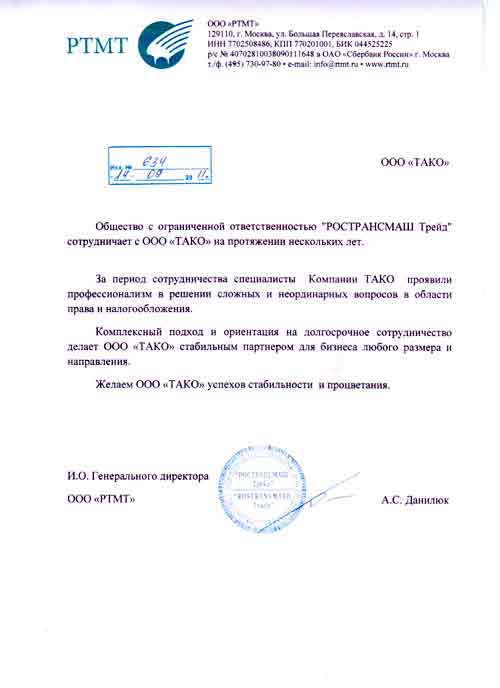 РТМТ
ООО «РТМТ»
129110, г. Москва, ул. Большая Переяславская, д. 14, стр. 1
ИНН 7702508486, КПП 770201001, БИК 044525225
р/с № 40702810038090111648 в ОАО «Сбербанк России» г. Москва
т./ф. (495) 730-97-80 • e-mail: info@rtmt.ru • www.rtmt.ru
Исх. № 634
"14" 09 20 11 г.
ООО «ТАКО»
Общество с ограниченной ответственностью "РОСТРАНСМАШ Трейд"
сотрудничает с ООО «ТАКО» на протяжении нескольких лет.
За период сотрудничества специалисты Компании ТАКО проявили
профессионализм в решении сложных и неординарных вопросов в области
права и налогообложения.
Комплексный подход и ориентация на долгосрочное сотрудничество
делает ООО «ТАКО» стабильным партнером для бизнеса любого размера и
направления.
Желаем ООО «ТАКО» успехов стабильности и процветания.
И.О. Генерального директора
"РОСТРАНСМАШ
Трейд"
"ROSTRANSMASH
Trade"
ООО «РТМТ»
А.С. Данилюк